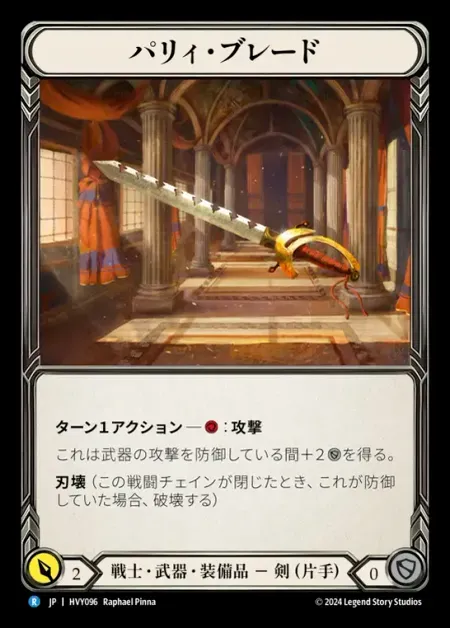 パリィ・ブレード
ターン1アクション ― : 攻撃
これは武器の攻撃を防御している間+2を得る。
刃壊 (この戦闘チェインが閉じたとき、これが防御
していた場合、破壊する)
2 戦士・武器・装備品 － 剣 (片手) 0
R JP | HVY096 Raphael Pinna © 2024 Legend Story Studios